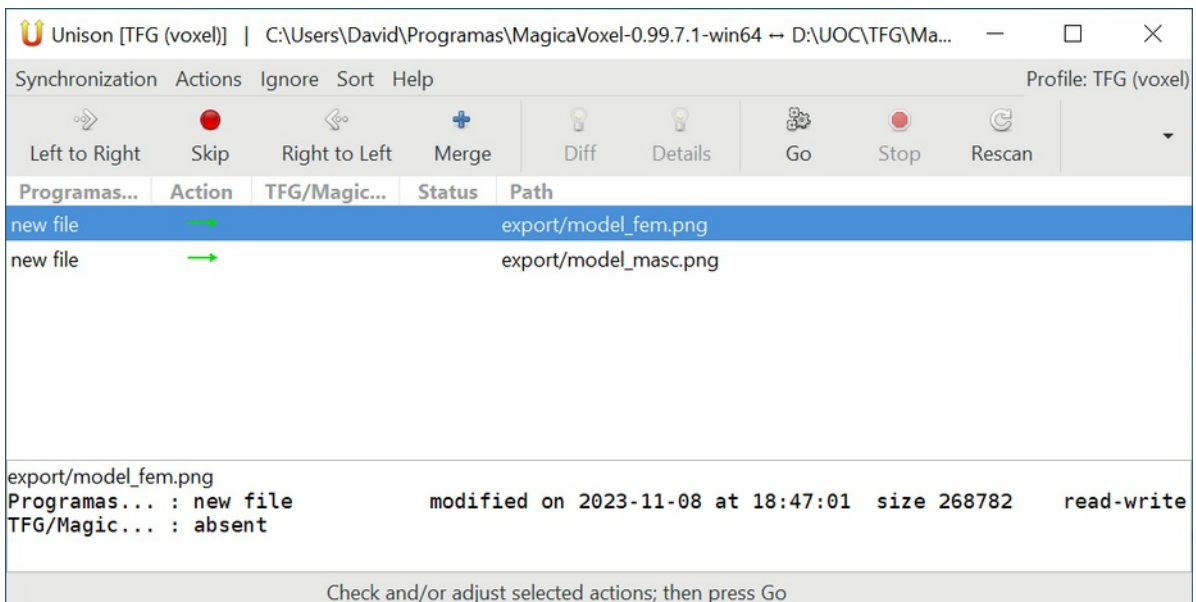 Unison [TFG (voxel)] | C:\Users\David\Programas\MagicaVoxel-0.99.7.1-win64 ↔ D:\UOC\TFG\Ma...
Synchronization Actions Ignore Sort Help Profile: TFG (voxel)
Left to Right Skip Right to Left Merge Diff Details Go Stop Rescan
Programas... Action TFG/Magic... Status Path
new file export/model_fem.png
new file export/model_masc.png
export/model_fem.png
Programas... : new file modified on 2023-11-08 at 18:47:01 size 268782 read-write
TFG/Magic... : absent
Check and/or adjust selected actions; then press Go